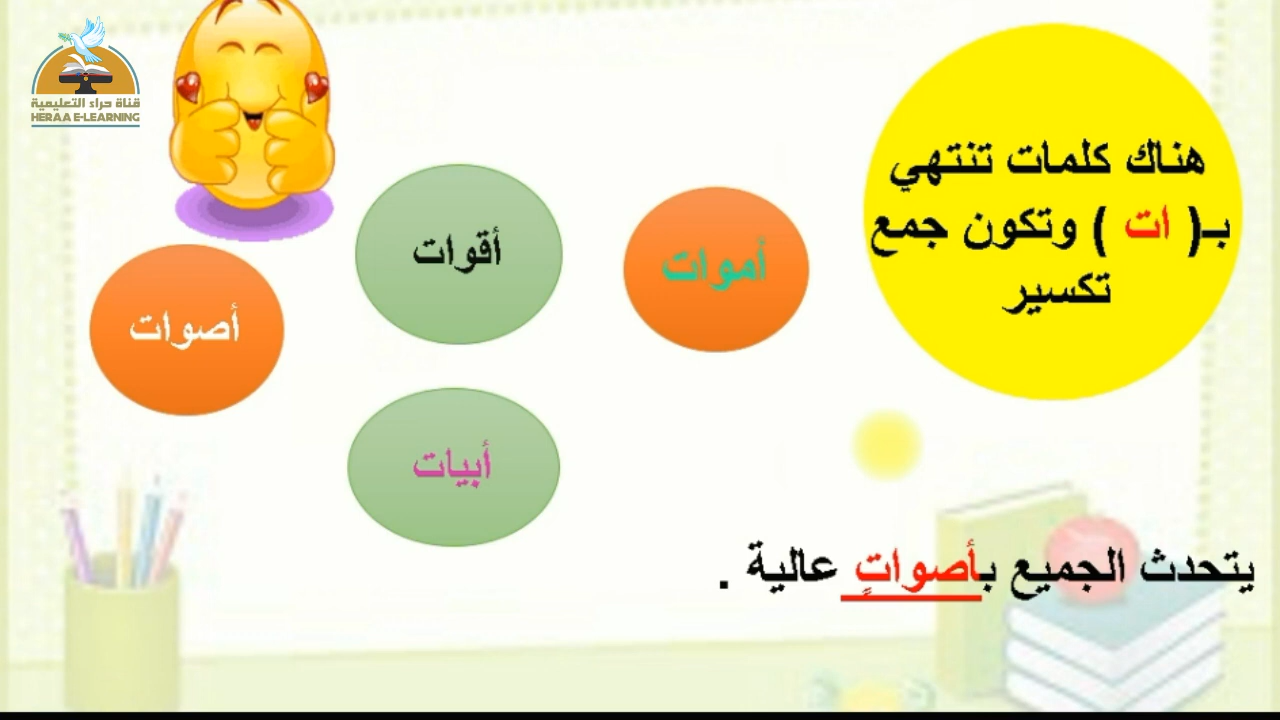 قناة حراء التعليمية
HERAA E-LEARNING
هناك كلمات تنتهي
بـ( ات ) وتكون جمع
تكسير
أموات
أقوات
أصوات
أبيات
يتحدث الجميع بأصواتٍ عالية .